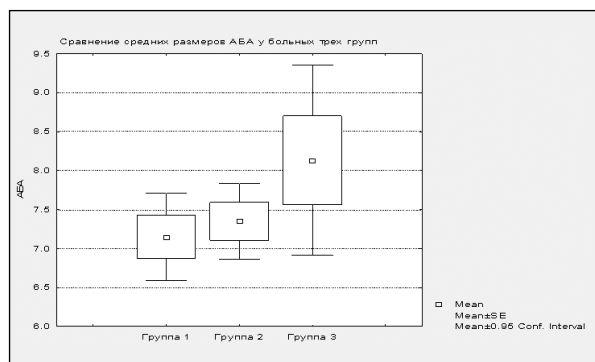 Сравнение средних размеров АБА у больных трех групп
9.5
9.0
8.5
8.0
7.5
7.0
6.5
6.0
АБА
Группа 1 Группа 2 Группа 3
Mean
Mean±SE
Mean±0.95 Conf. Interval